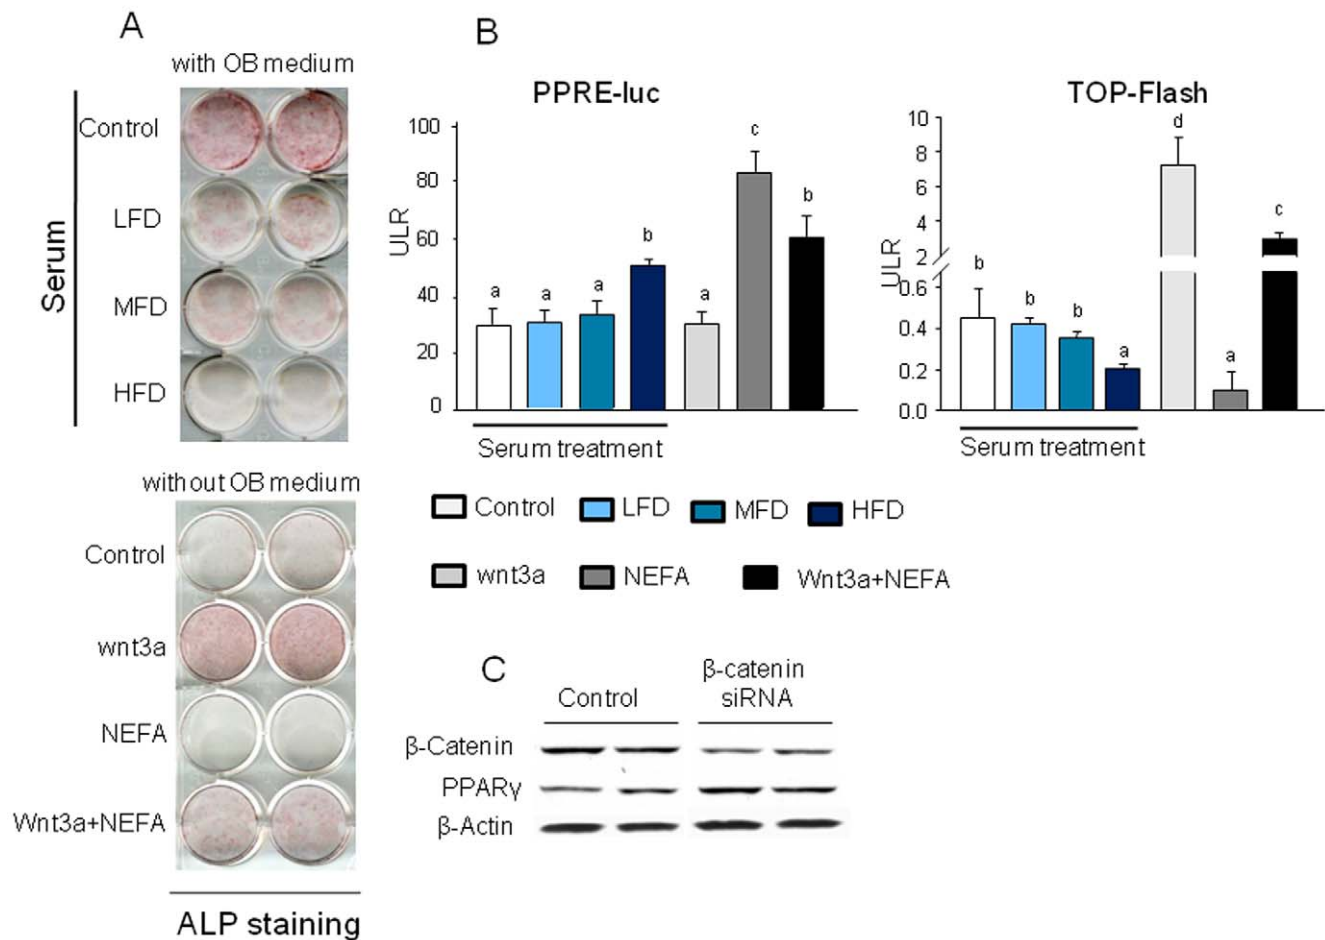 A
with OB medium
Serum
Control
LFD
MFD
HFD
without OB medium
Control
wnt3a
NEFA
Wnt3a+NEFA
ALP staining
B
PPRE-luc
ULR
100
80
60
40
20
0
a
a
a
b
a
c
b
Serum treatment
TOP-Flash
ULR
10
8
6
4
2
0.6
0.4
0.2
0.0
b
b
b
a
d
a
c
Serum treatment
Control LFD MFD HFD
wnt3a NEFA Wnt3a+NEFA
C
Control
β-catenin
siRNA
β-Catenin
PPARγ
β-Actin